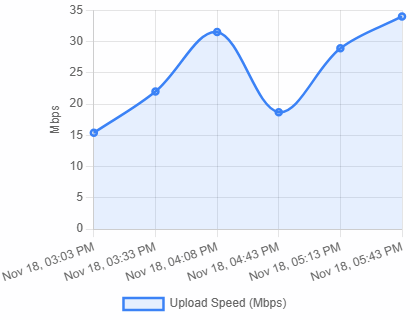 35
30
25
20
15
10
5
0
Mbps
Nov 18, 03:03 PM
Nov 18, 03:33 PM
Nov 18, 04:08 PM
Nov 18, 04:43 PM
Nov 18, 05:13 PM
Nov 18, 05:43 PM
Upload Speed (Mbps)